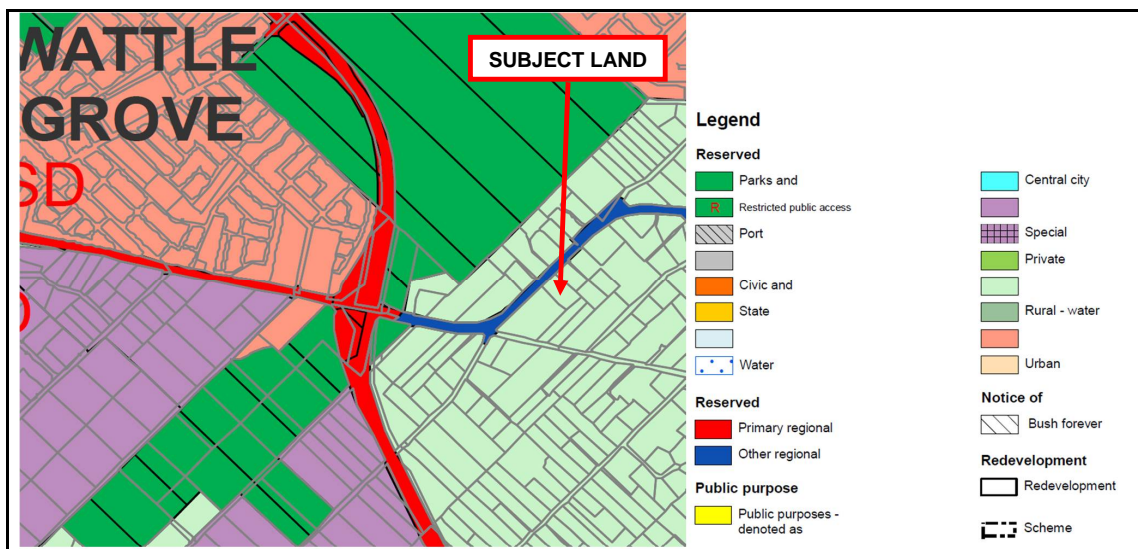 WATTLE
GROVE
SUBJECT LAND
SD
Legend
Reserved
Parks and
R Restricted public access
Port
Civic and
State
Water
Reserved
Primary regional
Other regional
Public purpose
Public purposes -
denoted as
Central city
Special
Private
Rural - water
Urban
Notice of
Bush forever
Redevelopment
Redevelopment
Scheme